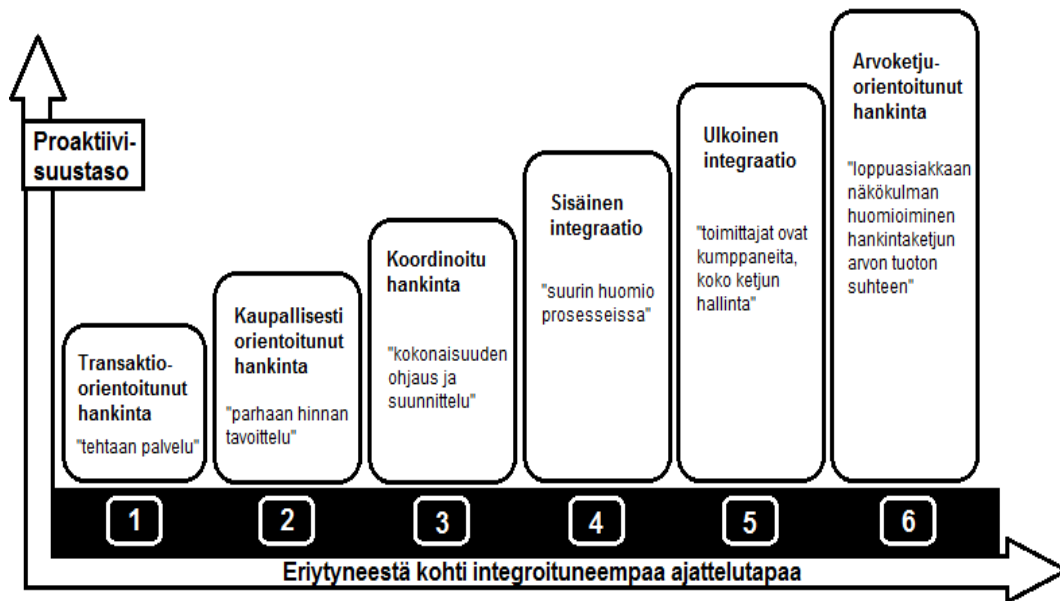 Proaktiivi-
suustaso
Transaktio-
orientoitunut
hankinta
"tehtaan palvelu"
Kaupallisesti
orientoitunut
hankinta
"parhaan hinnan
tavoittelu"
Koordinoitu
hankinta
"kokonaisuuden
ohjaus ja
suunnittelu"
Sisäinen
integraatio
"suurin huomio
prosesseissa"
Ulkoinen
integraatio
"toimittajat ovat
kumppaneita,
koko ketjun
hallinta"
Arvoketju-
orientoitunut
hankinta
"loppuasiakkaan
näkökulman
huomioiminen
hankintaketjun
arvon tuoton
suhteen"
1 2 3 4 5 6
Eriytyneestä kohti integroituneempaa ajattelutapaa